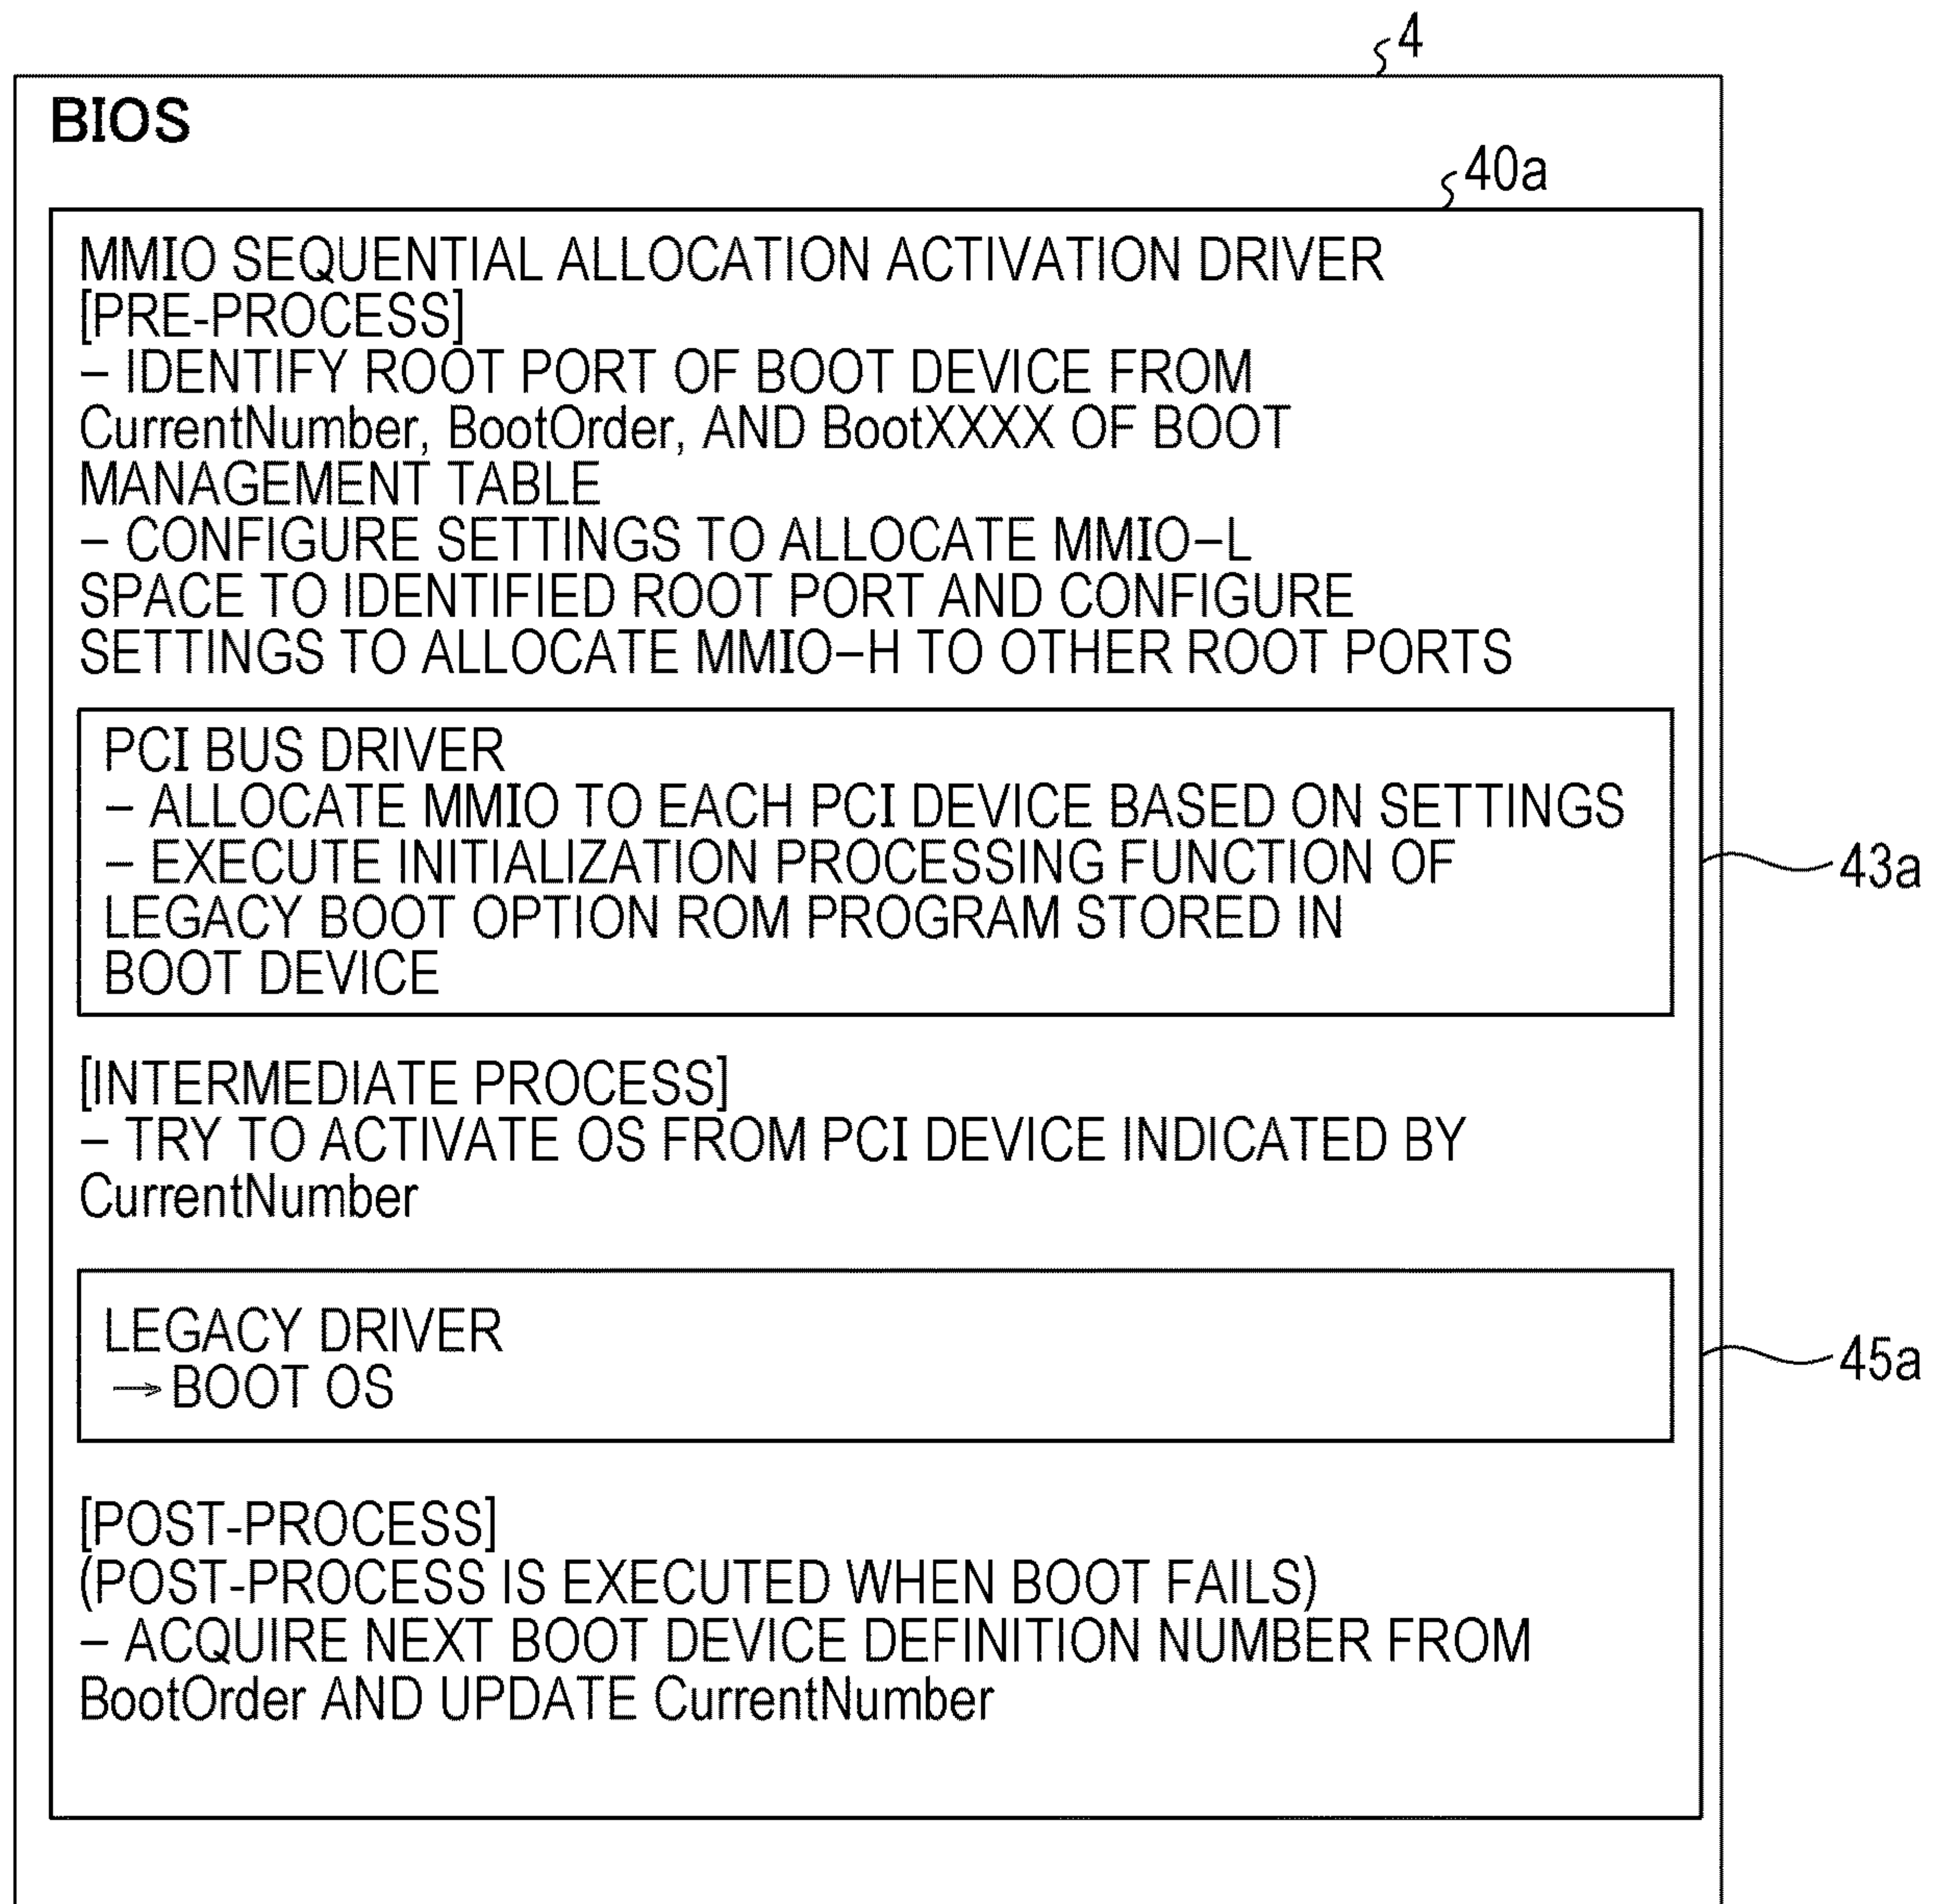 4
BIOS
40a
MMIO SEQUENTIAL ALLOCATION ACTIVATION DRIVER
[PRE-PROCESS]
– IDENTIFY ROOT PORT OF BOOT DEVICE FROM
CurrentNumber, BootOrder, AND BootXXXX OF BOOT
MANAGEMENT TABLE
– CONFIGURE SETTINGS TO ALLOCATE MMIO–L
SPACE TO IDENTIFIED ROOT PORT AND CONFIGURE
SETTINGS TO ALLOCATE MMIO–H TO OTHER ROOT PORTS
PCI BUS DRIVER
– ALLOCATE MMIO TO EACH PCI DEVICE BASED ON SETTINGS
– EXECUTE INITIALIZATION PROCESSING FUNCTION OF
LEGACY BOOT OPTION ROM PROGRAM STORED IN
BOOT DEVICE
43a
[INTERMEDIATE PROCESS]
– TRY TO ACTIVATE OS FROM PCI DEVICE INDICATED BY
CurrentNumber
LEGACY DRIVER
→ BOOT OS
45a
[POST-PROCESS]
(POST-PROCESS IS EXECUTED WHEN BOOT FAILS)
– ACQUIRE NEXT BOOT DEVICE DEFINITION NUMBER FROM
BootOrder AND UPDATE CurrentNumber